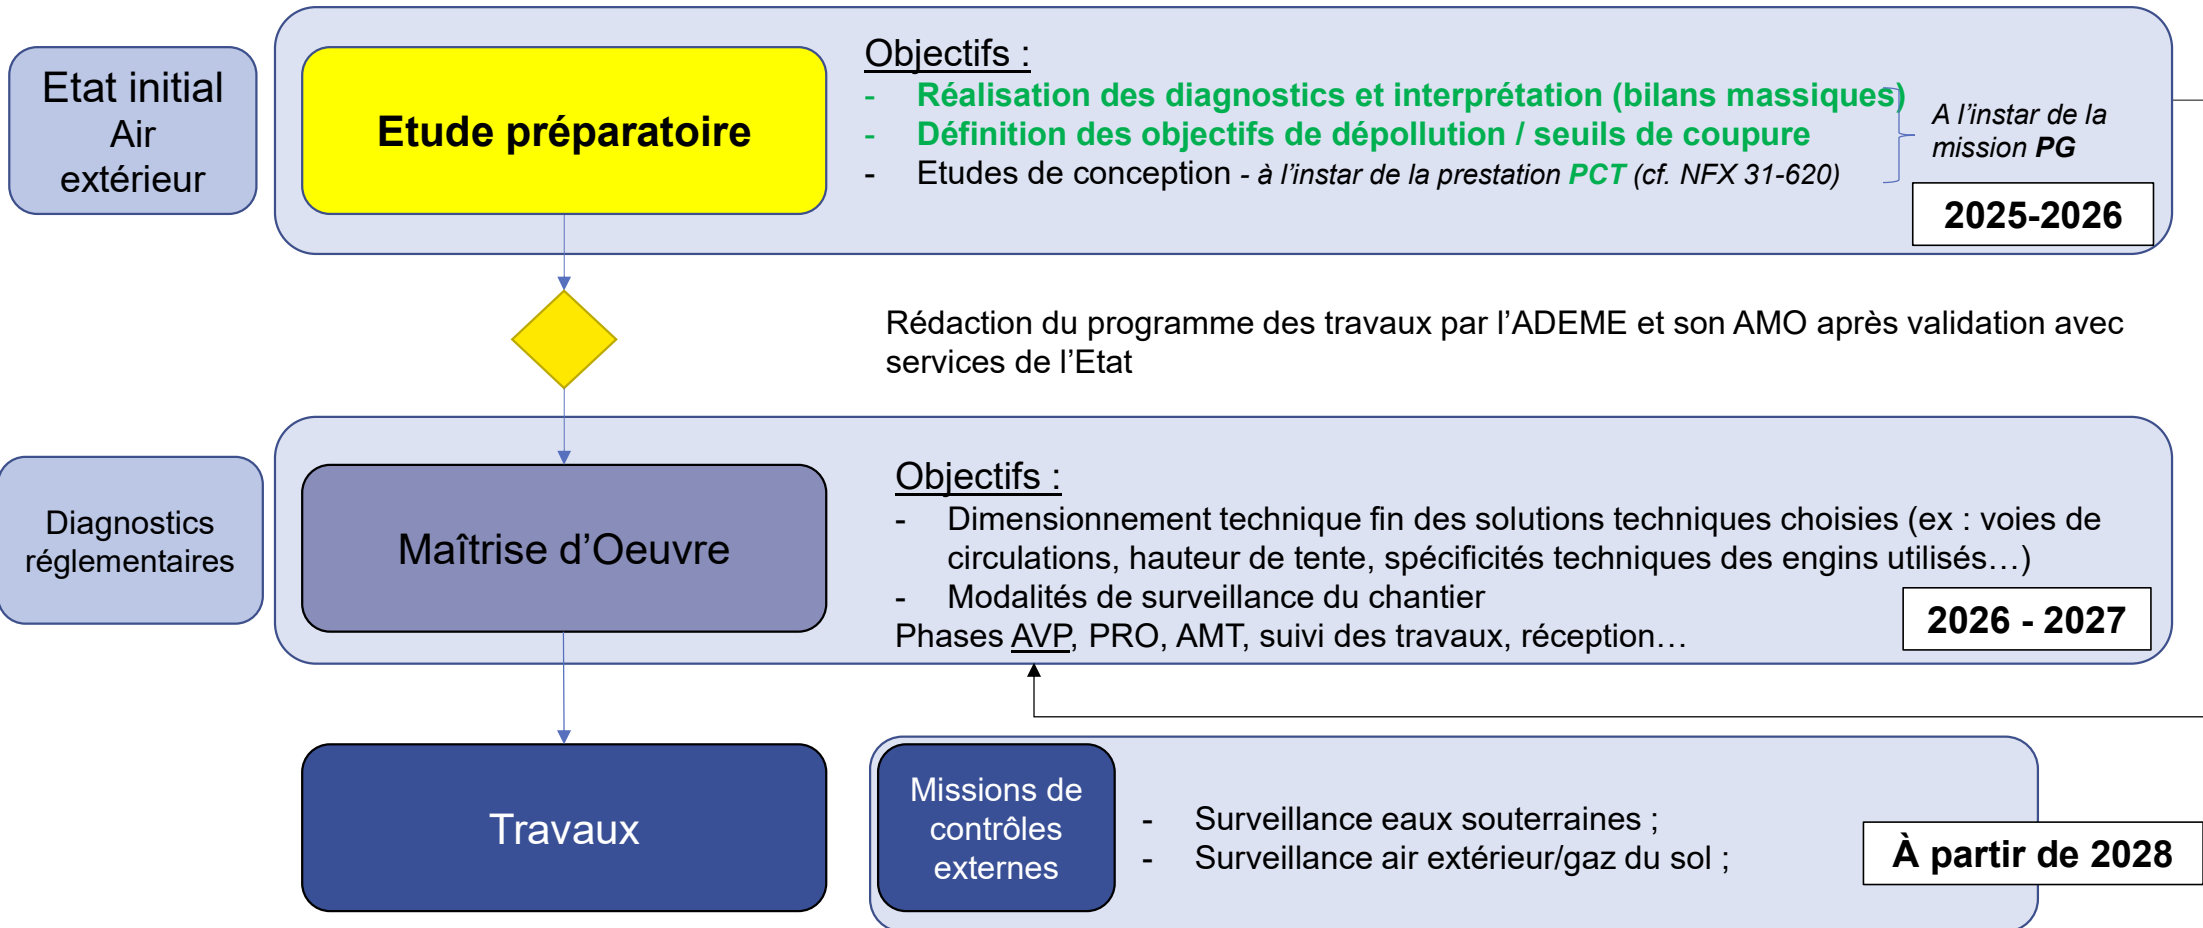 Etat initial
Air
extérieur
Etude préparatoire
Objectifs :
- Réalisation des diagnostics et interprétation (bilans massiques)
- Définition des objectifs de dépollution / seuils de coupure
- Etudes de conception - à l’instar de la prestation PCT (cf. NFX 31-620)
A l’instar de la
mission PG
2025-2026
Rédaction du programme des travaux par l’ADEME et son AMO après validation avec
services de l’Etat
Diagnostics
réglementaires
Maîtrise d’Oeuvre
Objectifs :
- Dimensionnement technique fin des solutions techniques choisies (ex : voies de
circulations, hauteur de tente, spécificités techniques des engins utilisés…)
- Modalités de surveillance du chantier
Phases AVP, PRO, AMT, suivi des travaux, réception…
2026 - 2027
Travaux
Missions de
contrôles
externes
- Surveillance eaux souterraines ;
- Surveillance air extérieur/gaz du sol ;
À partir de 2028